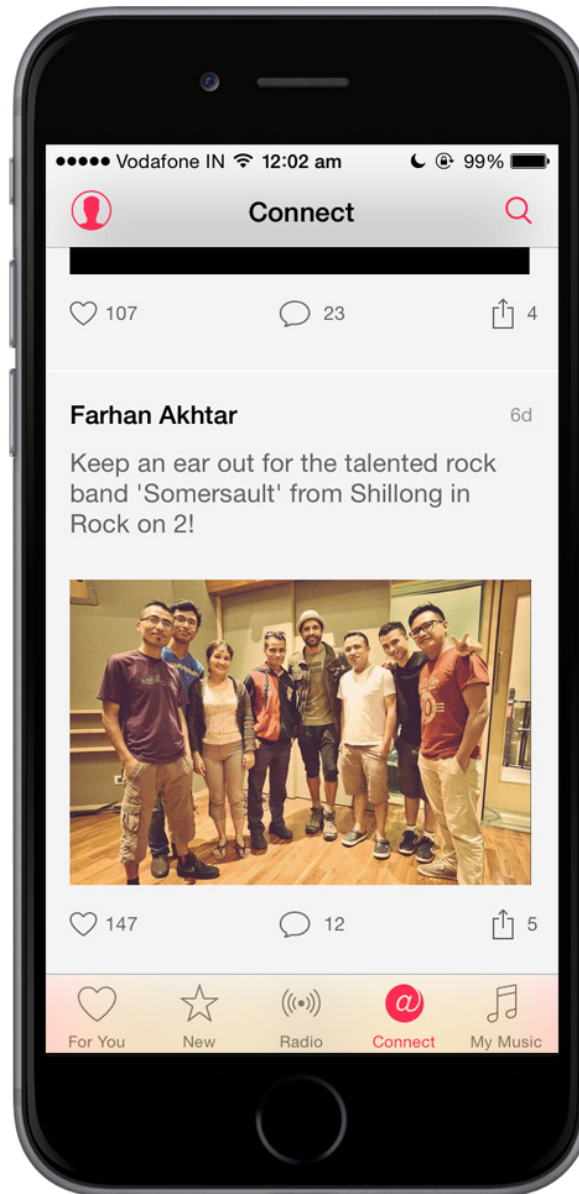 Vodafone IN 12:02 am 99%
Connect
107 23 4
Farhan Akhtar 6d
Keep an ear out for the talented rock
band 'Somersault' from Shillong in
Rock on 2!
147 12 5
For You New Radio Connect My Music